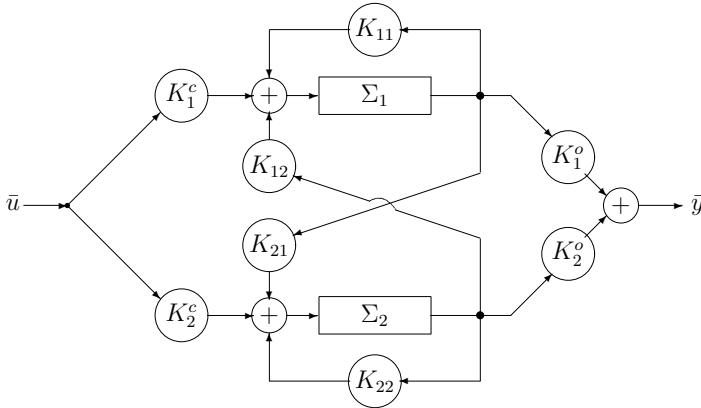 K₁₁
K₁ᶜ
+
Σ₁
K₁₂
K₁ᵒ
ū
+
ȳ
K₂₁
K₂ᵒ
K₂ᶜ
+
Σ₂
K₂₂